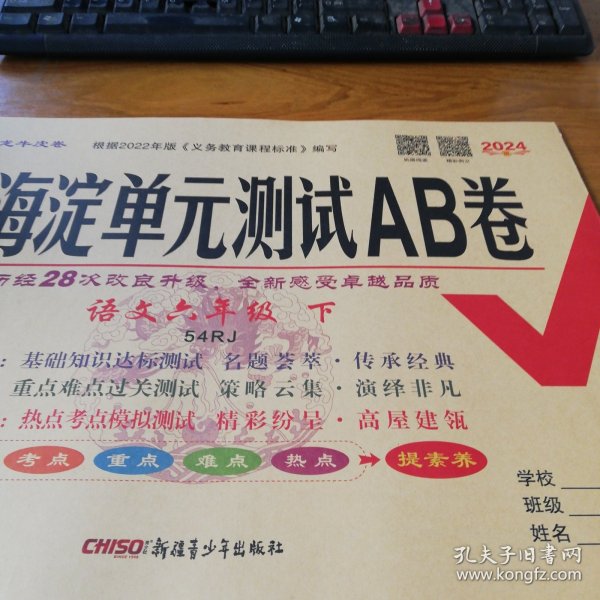 龙牛皮卷
根据2022年版《义务教育课程标准》编写
2024
海淀单元测试AB卷
历经28次改良升级，全新感受卓越品质
语文六年级 下
54RJ
：基础知识达标测试 名题荟萃·传承经典
重点难点过关测试 策略云集·演绎非凡
：热点考点模拟测试 精彩纷呈·高屋建瓴
考点 重点 难点 热点 提素养
学校
班级
姓名
CHISO 新疆青少年出版社
孔夫子旧书网
www.kongfz.com